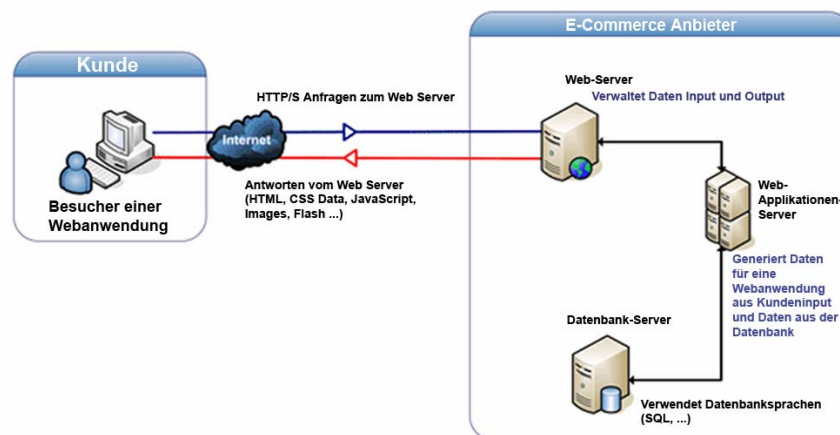 E-Commerce Anbieter
Kunde
Besucher einer
Webanwendung
HTTP/S Anfragen zum Web Server
Internet
Antworten vom Web Server
(HTML, CSS Data, JavaScript,
Images, Flash ...)
Web-Server
Verwaltet Daten Input und Output
Web-
Applikationen-
Server
Generiert Daten
für eine
Webanwendung
aus Kundeninput
und Daten aus der
Datenbank
Datenbank-Server
Verwendet Datenbanksprachen
(SQL, ...)